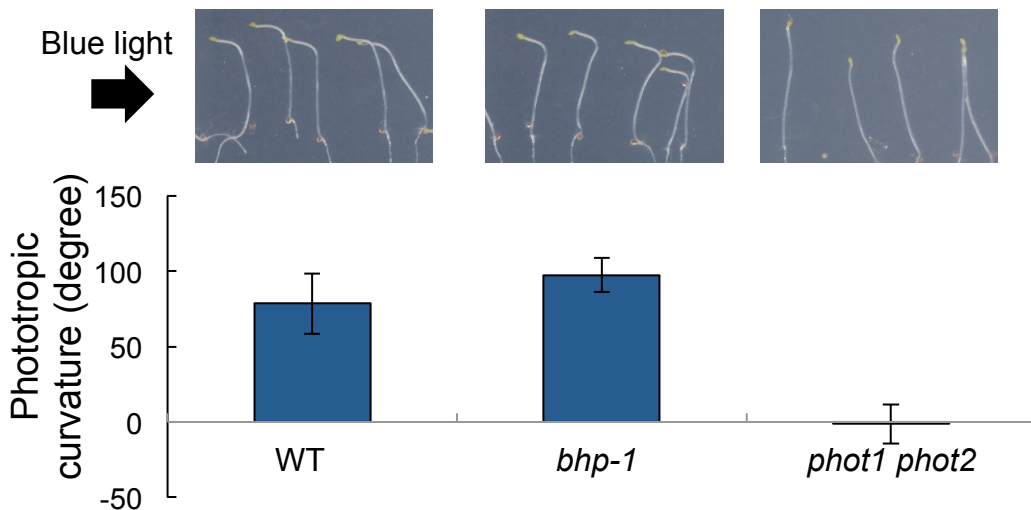 Blue light
Phototropic
curvature (degree)
150
100
50
0
-50
WT
bhp-1
phot1 phot2